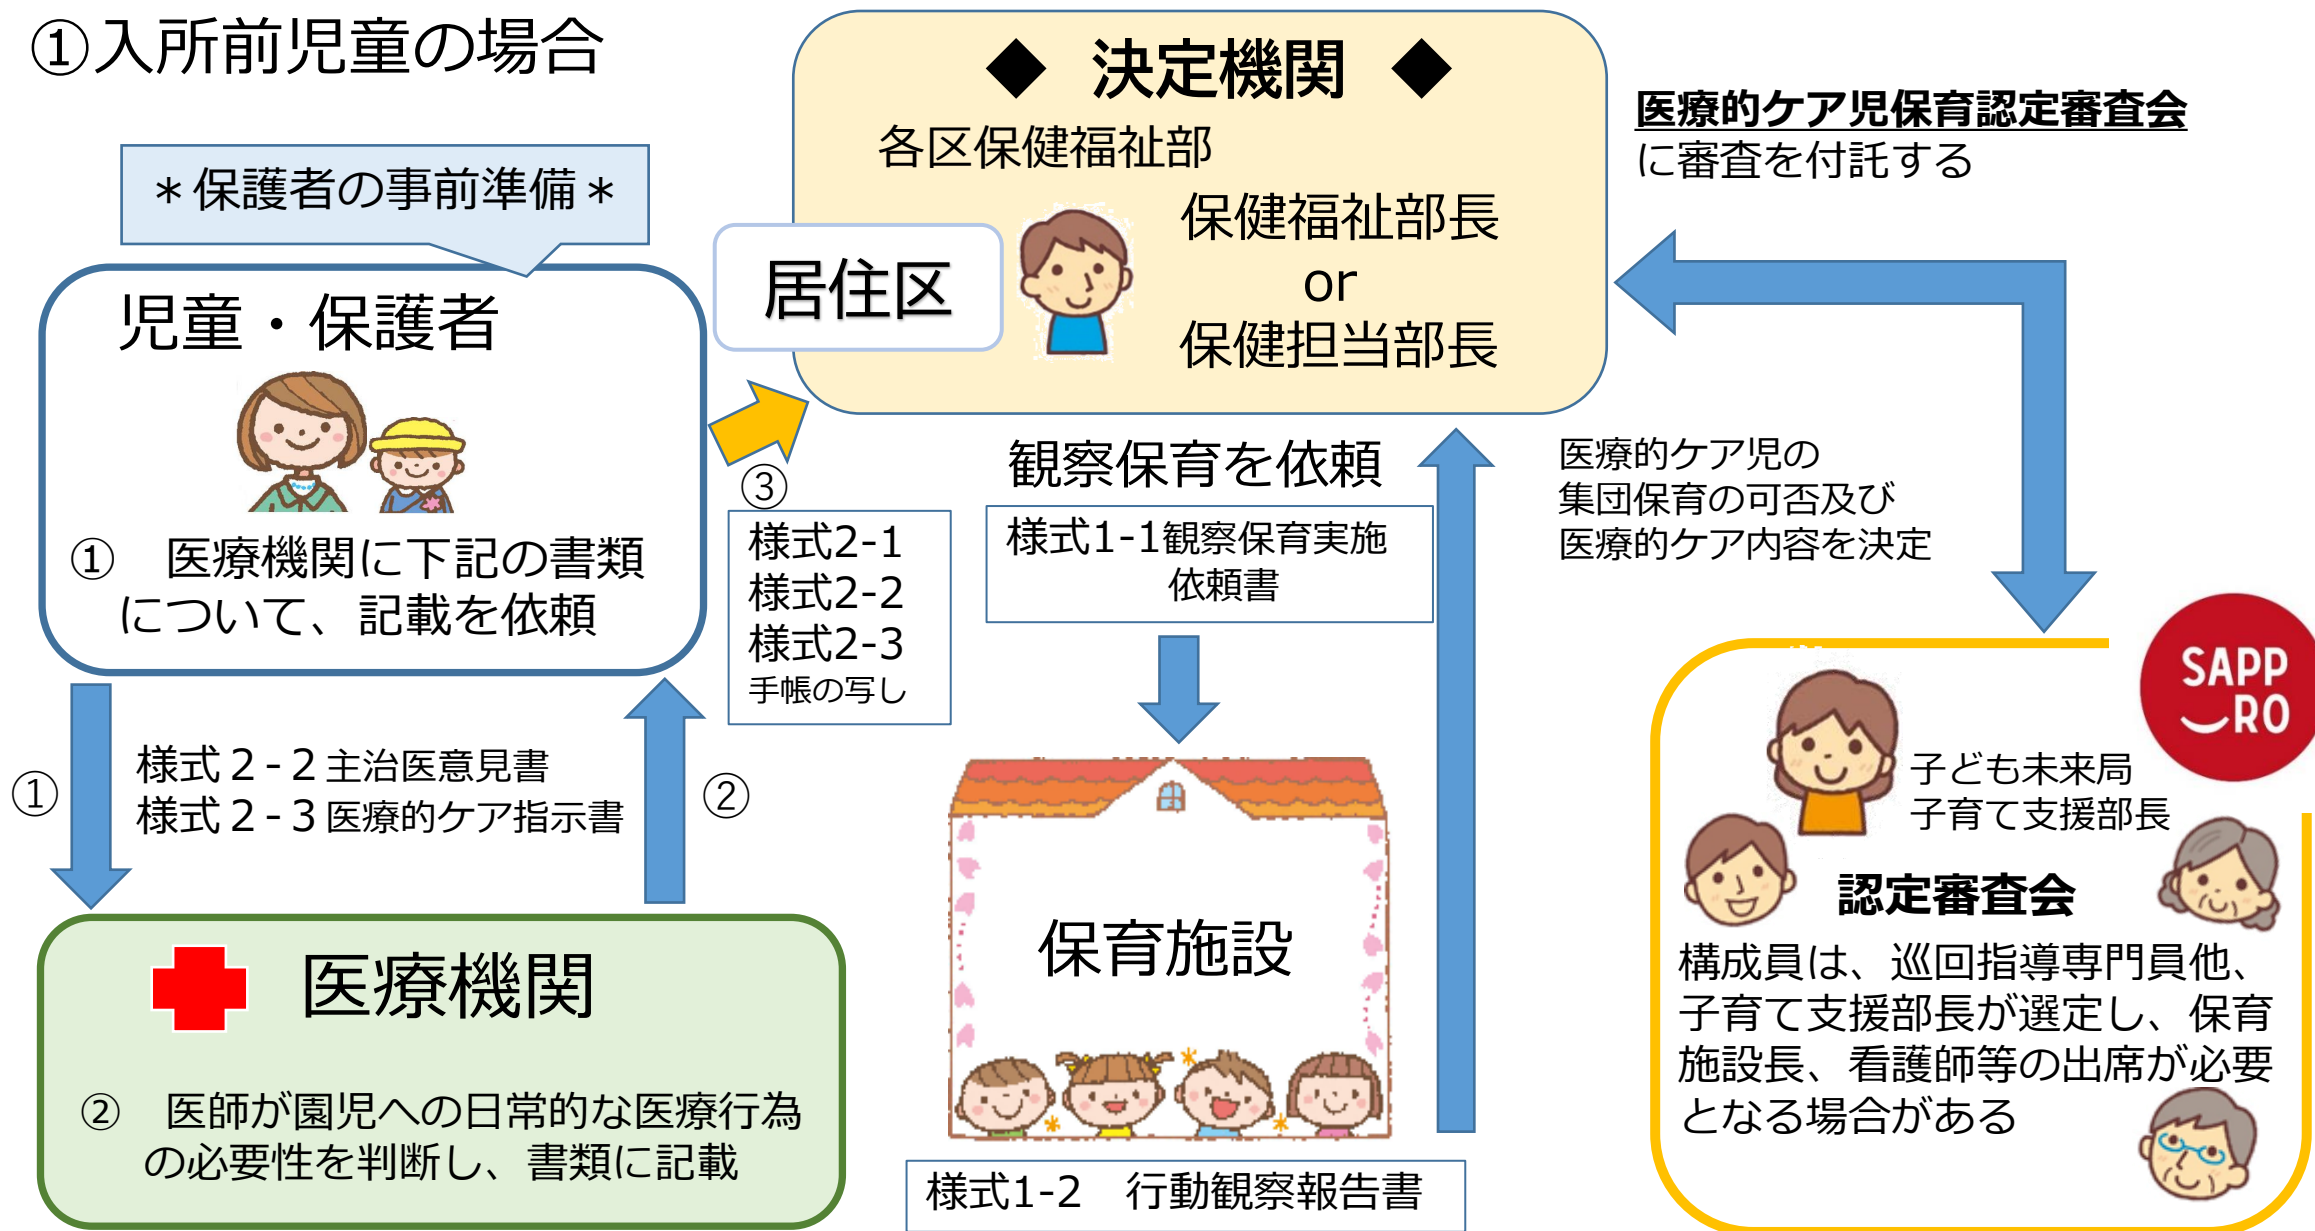 ①入所前児童の場合
＊保護者の事前準備＊
児童・保護者
① 医療機関に下記の書類
について、記載を依頼
①
様式２-２主治医意見書
様式２-３医療的ケア指示書
②
医療機関
② 医師が園児への日常的な医療行為
の必要性を判断し、書類に記載
◆ 決定機関 ◆
各区保健福祉部
居住区
保健福祉部長
or
保健担当部長
③
様式2-1
様式2-2
様式2-3
手帳の写し
観察保育を依頼
様式1-1観察保育実施
依頼書
保育施設
様式1-2 行動観察報告書
医療的ケア児保育認定審査会
に審査を付託する
医療的ケア児の
集団保育の可否及び
医療的ケア内容を決定
SAPP
RO
子ども未来局
子育て支援部長
認定審査会
構成員は、巡回指導専門員他、
子育て支援部長が選定し、保育
施設長、看護師等の出席が必要
となる場合がある